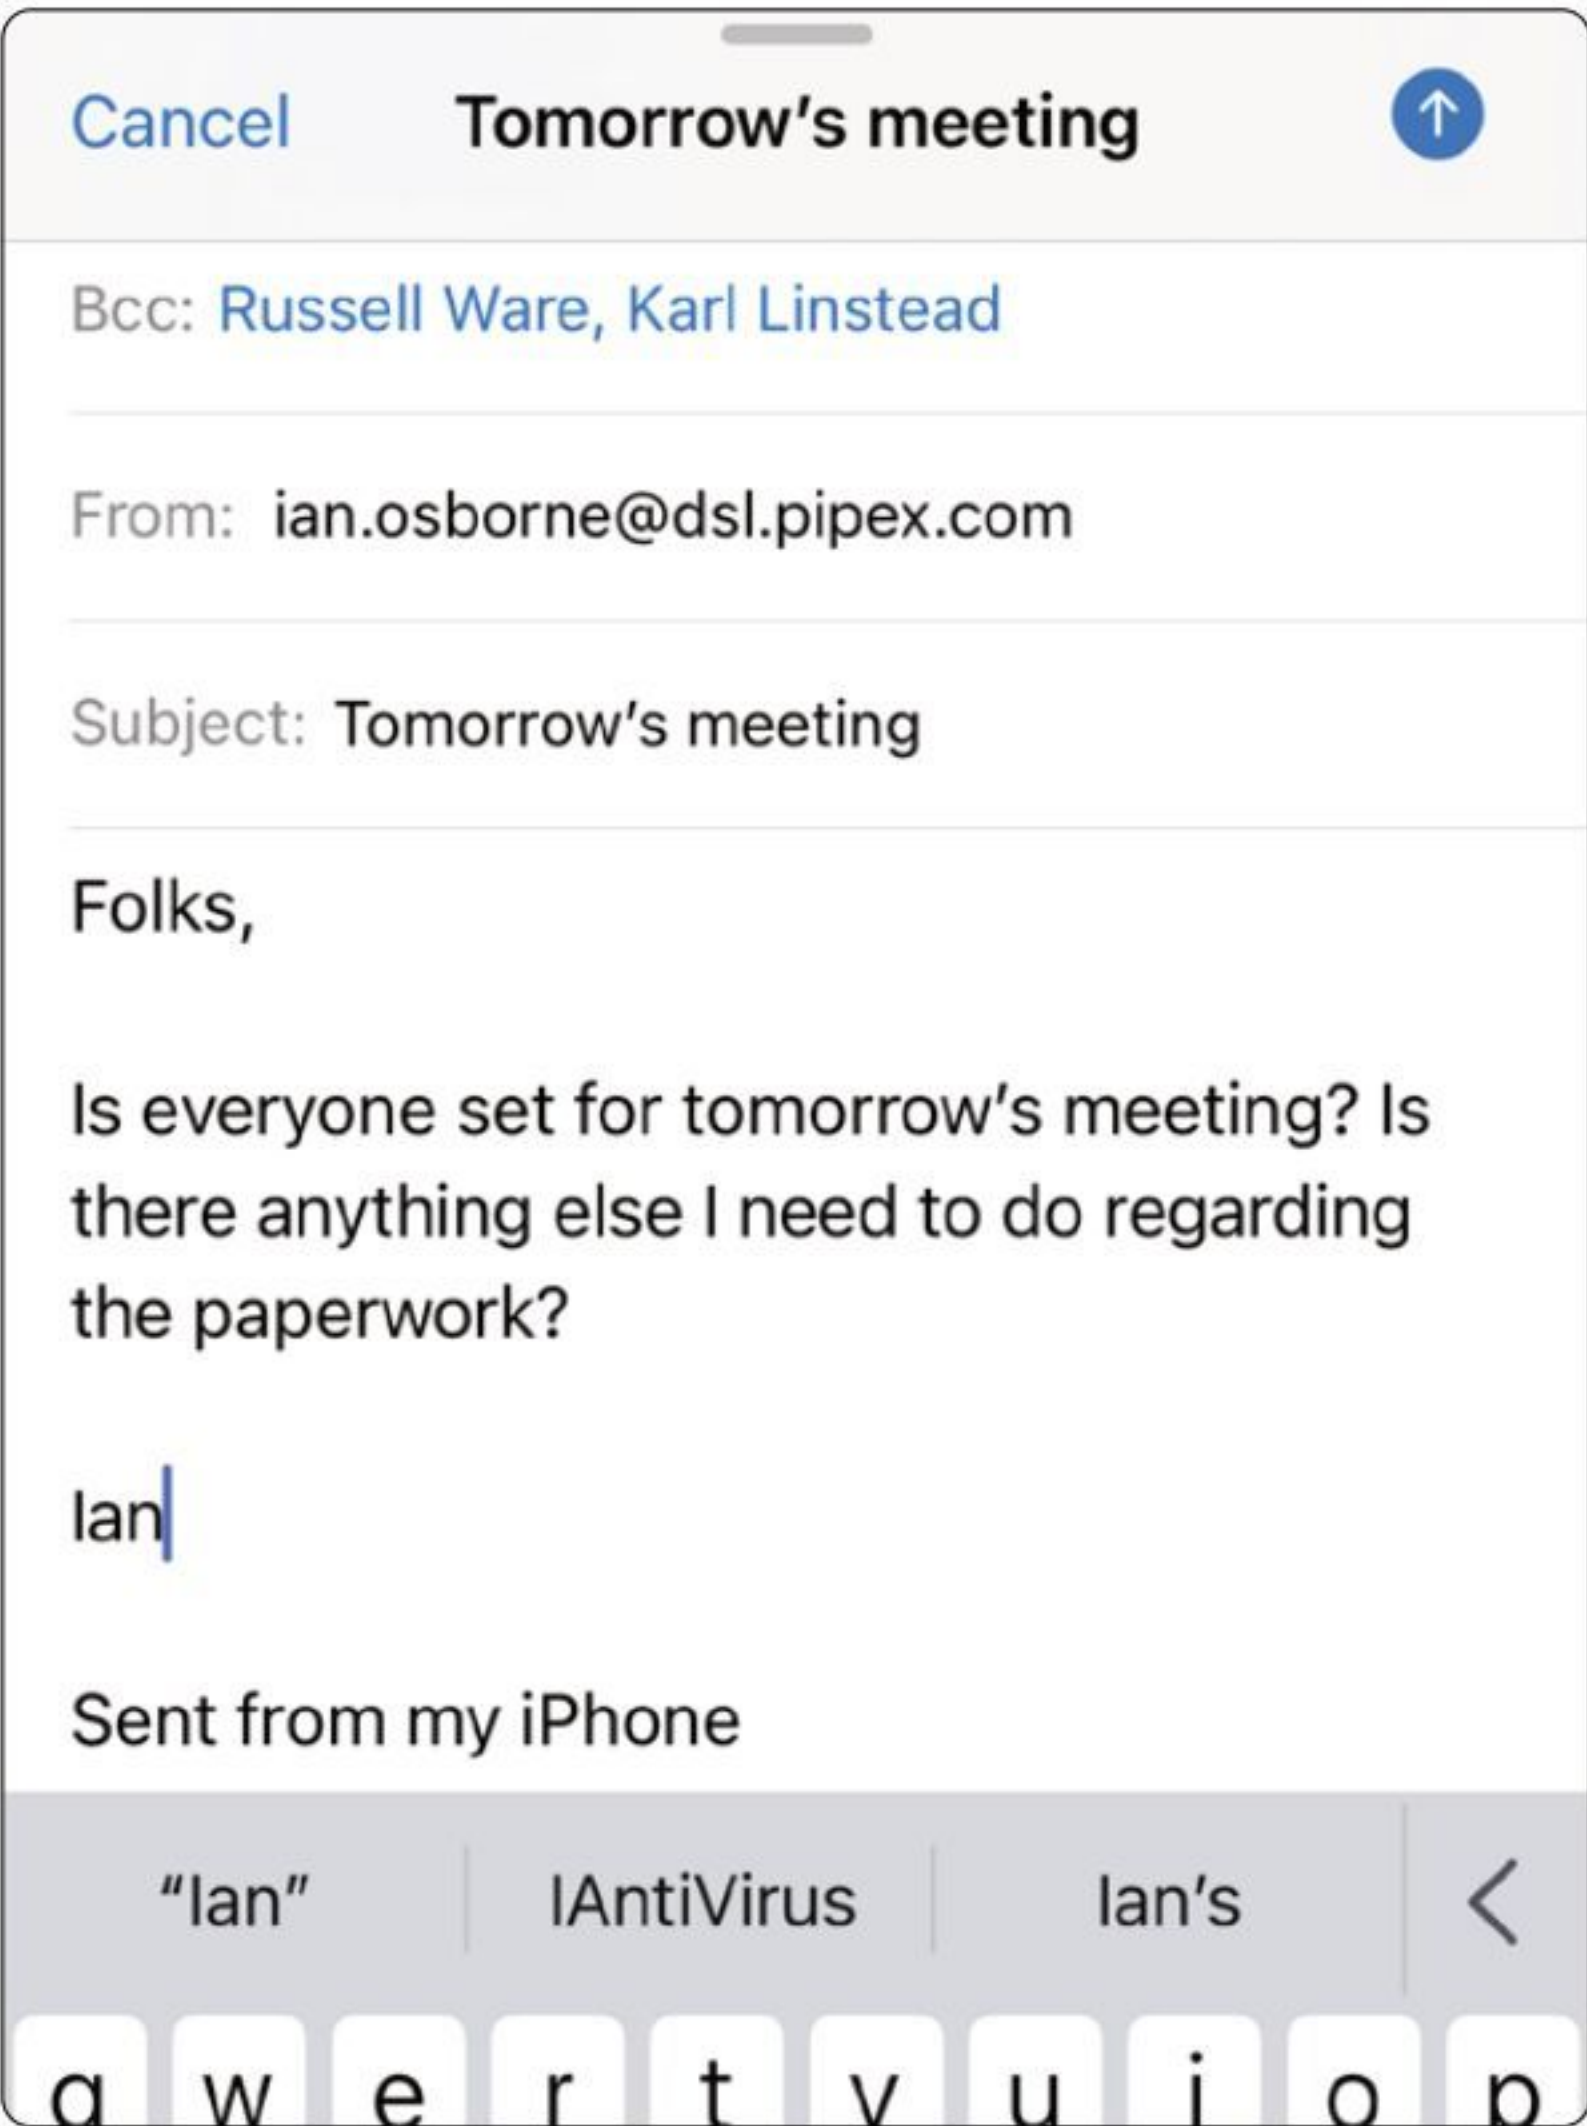 Cancel Tomorrow’s meeting
Bcc: Russell Ware, Karl Linstead
From: ian.osborne@dsl.pipex.com
Subject: Tomorrow’s meeting
Folks,
Is everyone set for tomorrow’s meeting? Is
there anything else I need to do regarding
the paperwork?
Ian
Sent from my iPhone
“Ian” IAntiVirus Ian’s
q w e r t y u i o p